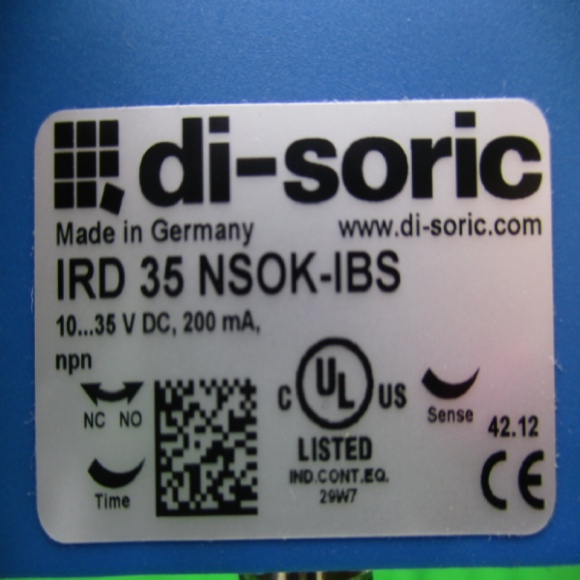 di-soric
Made in Germany www.di-soric.com
IRD 35 NSOK-IBS
10...35 V DC, 200 mA,
npn
NC NO
Time
C UL US
LISTED
IND.CONT.EQ.
29W7
Sense
42.12
CE